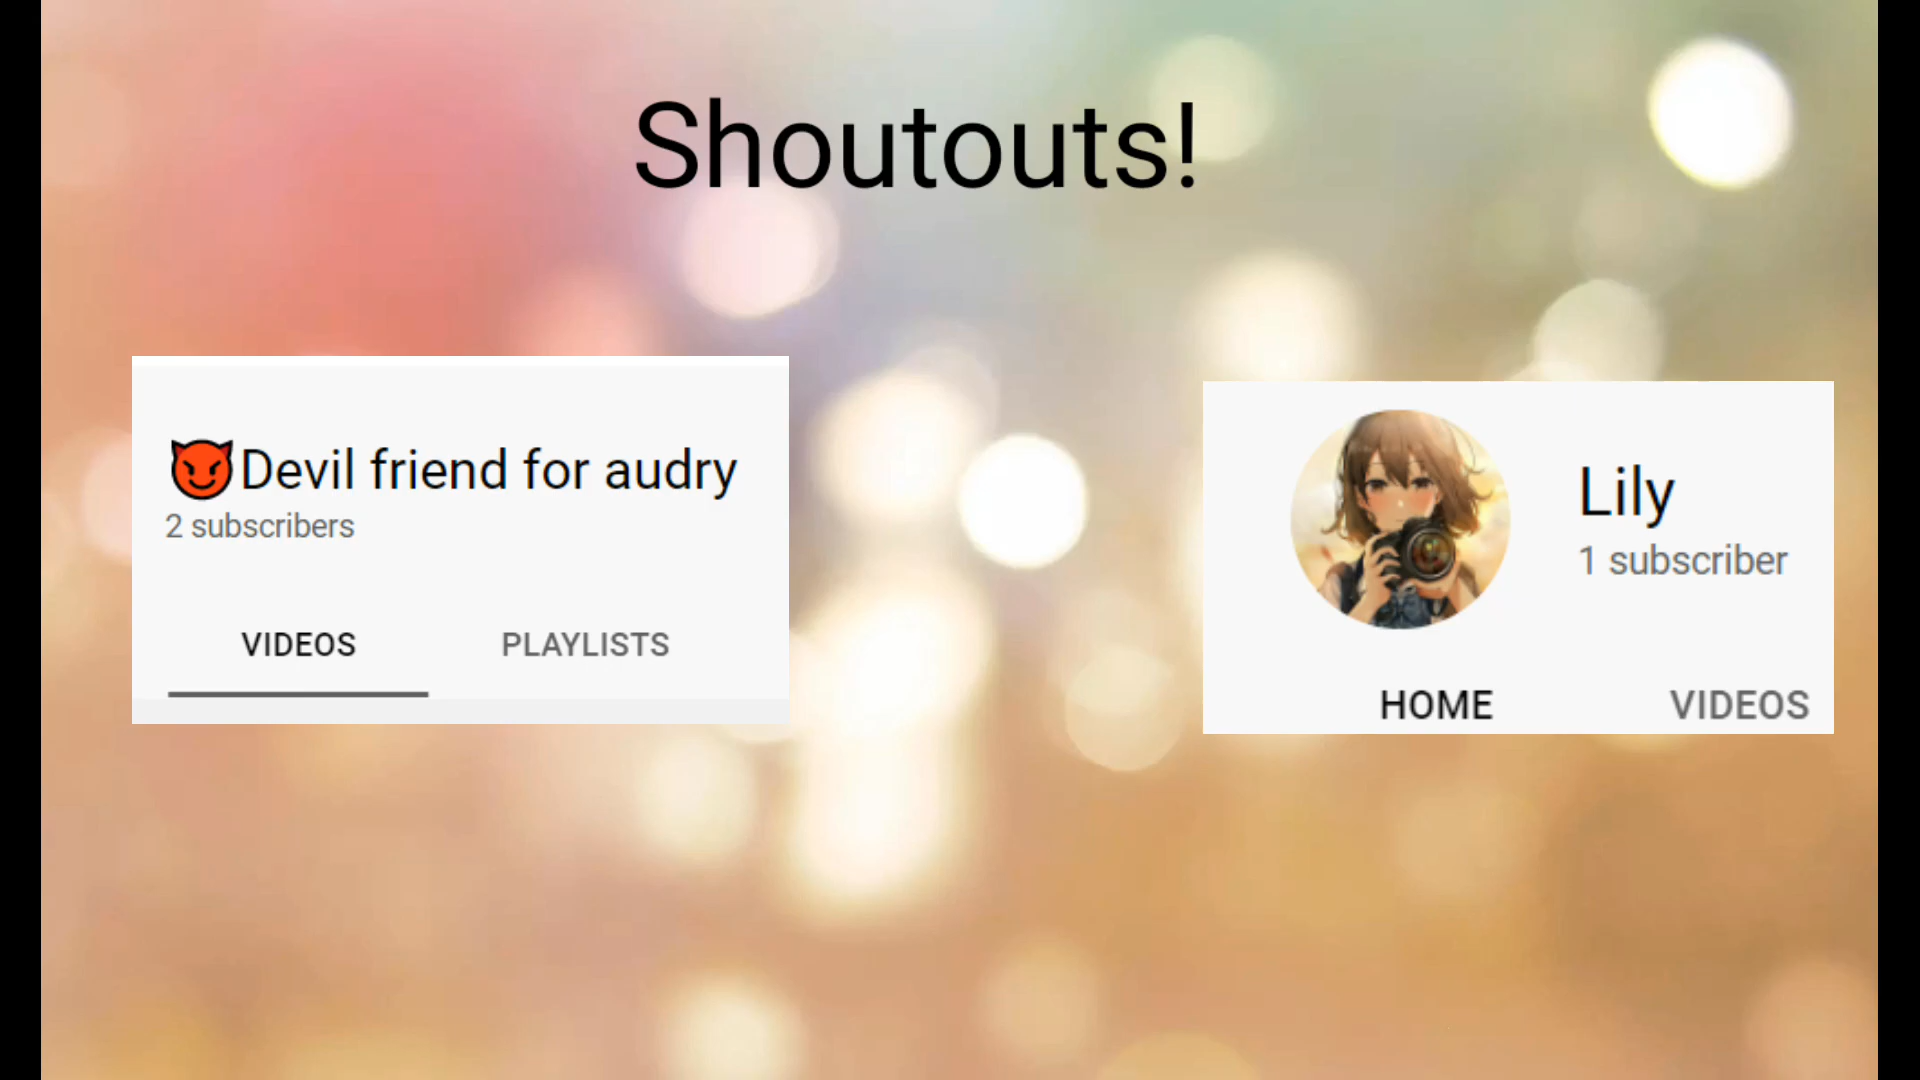 Shoutouts!
😈Devil friend for audry
2 subscribers
VIDEOS PLAYLISTS
Lily
1 subscriber
HOME VIDEOS